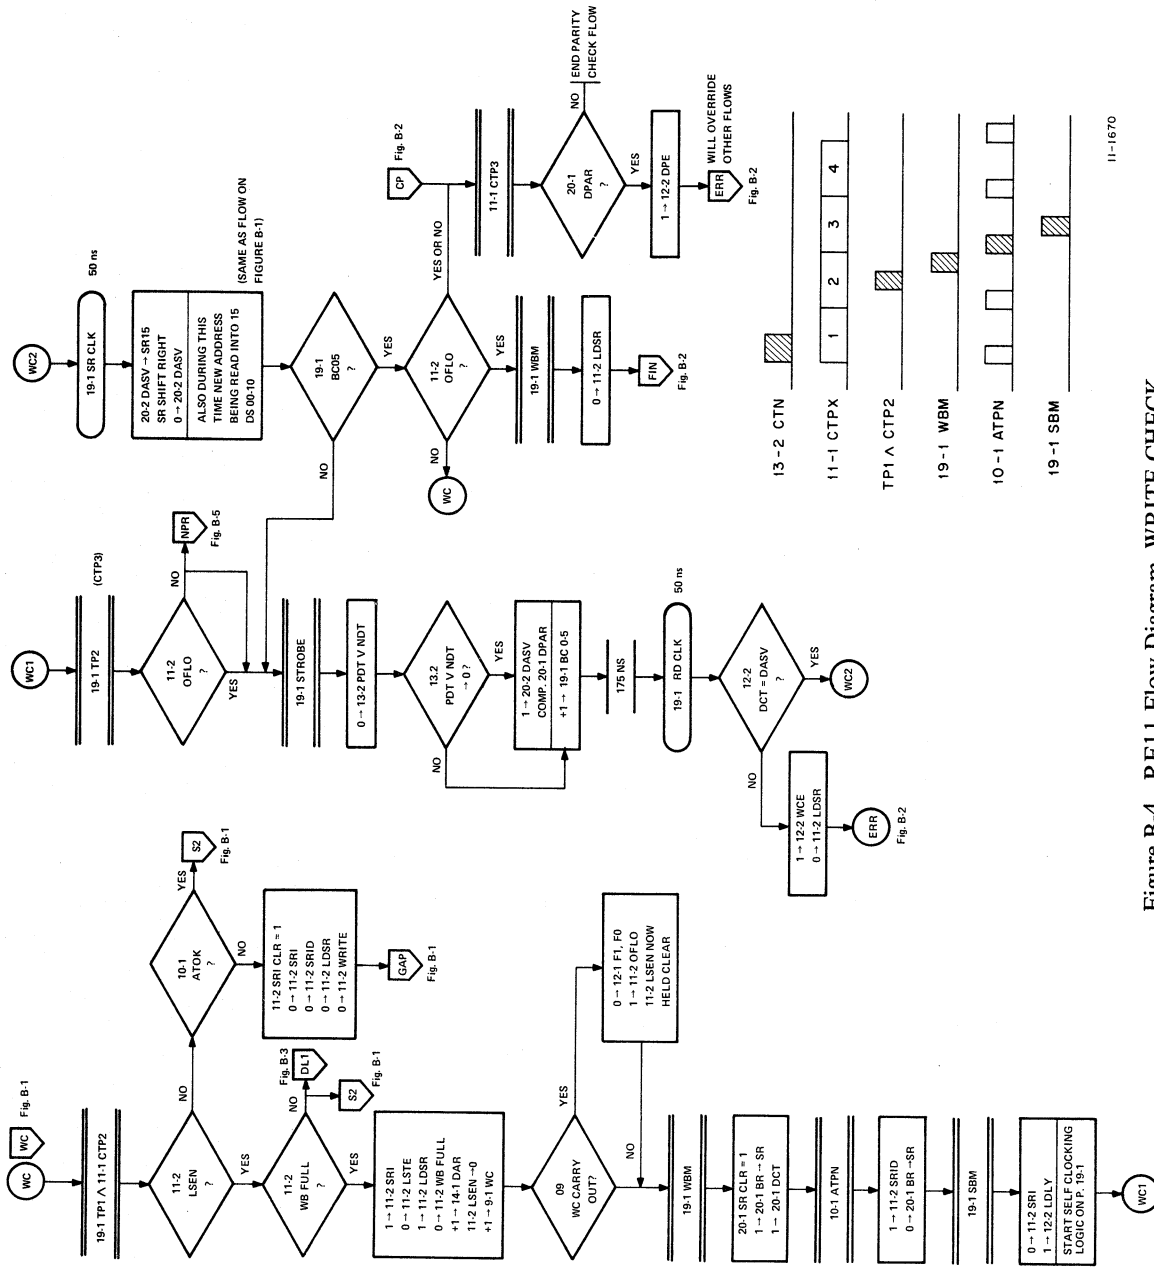 WC
WC
Fig. B-1
19-1 TP1 ∧ 11-1 CTP2
11-2
LSEN
?
NO
YES
10-1
ATOK
?
YES
S2
Fig. B-1
NO
11-2 SRI CLR = 1
0 → 11-2 SRI
0 → 11-2 SRID
0 → 11-2 LDSR
0 → 11-2 WRITE
GAP
Fig. B-1
11-2
WB FULL
?
NO
Fig. B-3
DL1
S2
Fig. B-1
YES
1 → 11-2 SRI
0 → 11-2 LSTE
1 → 11-2 LDSR
0 → 11-2 WB FULL
+1 → 14-1 DAR
11-2 LSEN → 0
+1 → 9-1 WC
09
WC CARRY
OUT?
YES
NO
0 → 12-1 F1, F0
1 → 11-2 OFLO
11-2 LSEN NOW
HELD CLEAR
19-1 WBM
20-1 SR CLR = 1
1 → 20-1 BR → SR
1 → 20-1 DCT
10-1 ATPN
1 → 11-2 SRID
0 → 20-1 BR → SR
19-1 SBM
0 → 11-2 SRI
1 → 12-2 LDLY
START SELF CLOCKING
LOGIC ON P. 19-1
WC1
WC1
19-1 TP2
(CTP3)
11-2
OFLO
?
NO
NPR
Fig. B-5
YES
19-1 STROBE
0 → 13-2 PDT V NDT
13.2
PDT V NDT
→ 0 ?
NO
YES
1 → 20-2 DASV
COMP. 20-1 DPAR
+1 → 19-1 BC 0-5
175 NS
19-1 RD CLK
50 ns
12-2
DCT = DASV
?
NO
YES
WC2
1 → 12-2 WCE
0 → 11-2 LDSR
ERR
Fig. B-2
WC2
19-1 SR CLK
50 ns
20-2 DASV → SR15
SR SHIFT RIGHT
0 → 20-2 DASV
ALSO DURING THIS
TIME NEW ADDRESS
BEING READ INTO 15
DS 00-10
(SAME AS FLOW ON
FIGURE B-1)
19-1
BC05
?
NO
YES
11-2
OFLO
?
NO
WC
YES OR NO
CP
Fig. B-2
YES
19-1 WBM
0 → 11-2 LDSR
FIN
Fig. B-2
11-1 CTP3
20-1
DPAR
?
NO
END PARITY
CHECK FLOW
YES
1 → 12-2 DPE
ERR
WILL OVERRIDE
OTHER FLOWS
Fig. B-2
13-2 CTN
11-1 CTPX
1 2 3 4
TP1 ∧ CTP2
19-1 WBM
10-1 ATPN
19-1 SBM
11-1670
Figure B-4 RF11 Flow Diagram, WRITE CHECK